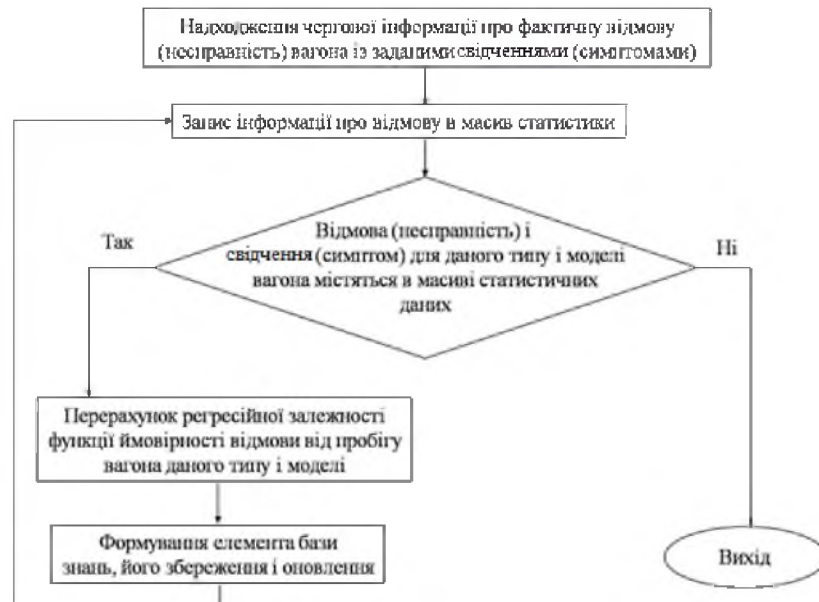 Надходження чергової інформації про фактичну відмову
(несправність) вагона із заданими свідченнями (симптомами)
Запис інформації про відмову в масив статистики
Відмова (несправність) і
свідчення (симптом) для даного типу і моделі
вагона містяться в масиві статистичних
даних
Так
Ні
Перерахунок регресійної залежності
функції ймовірності відмови від пробігу
вагона даного типу і моделі
Формування елемента бази
знань, його збереження і оновлення
Вихід